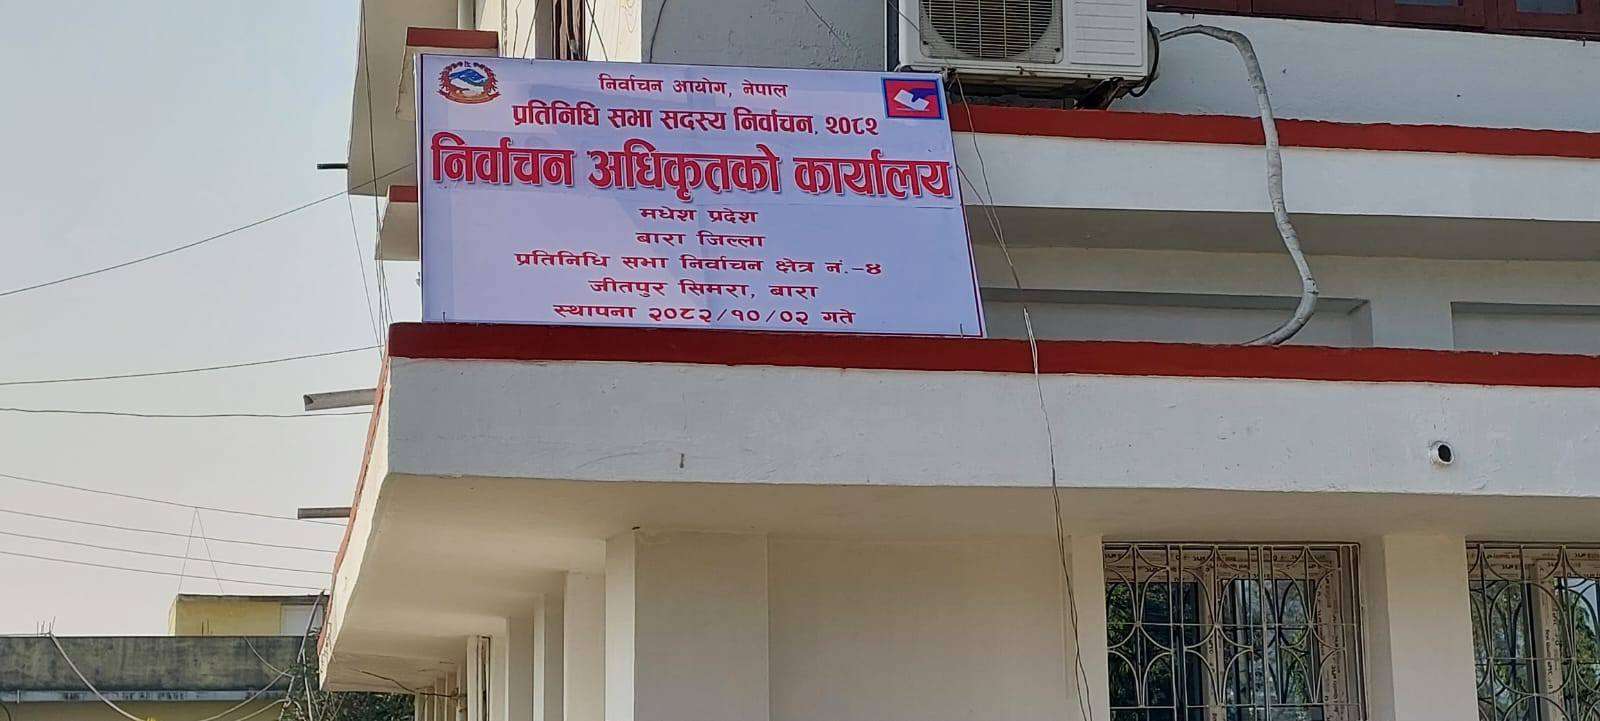 निर्वाचन आयोग, नेपाल
प्रतिनिधि सभा सदस्य निर्वाचन, २०८२
निर्वाचन अधिकृतको कार्यालय
मधेश प्रदेश
बारा जिल्ला
प्रतिनिधि सभा निर्वाचन क्षेत्र नं.-४
जीतपुर सिमरा, बारा
स्थापना २०८२/१०/०२ गते